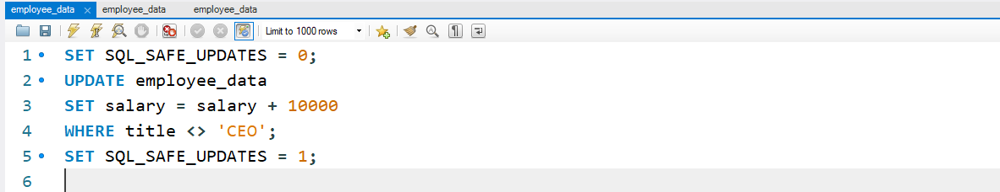 employee_data × employee_data employee_data
Limit to 1000 rows
1 SET SQL_SAFE_UPDATES = 0;
2 UPDATE employee_data
3 SET salary = salary + 10000
4 WHERE title <> 'CEO';
5 SET SQL_SAFE_UPDATES = 1;
6